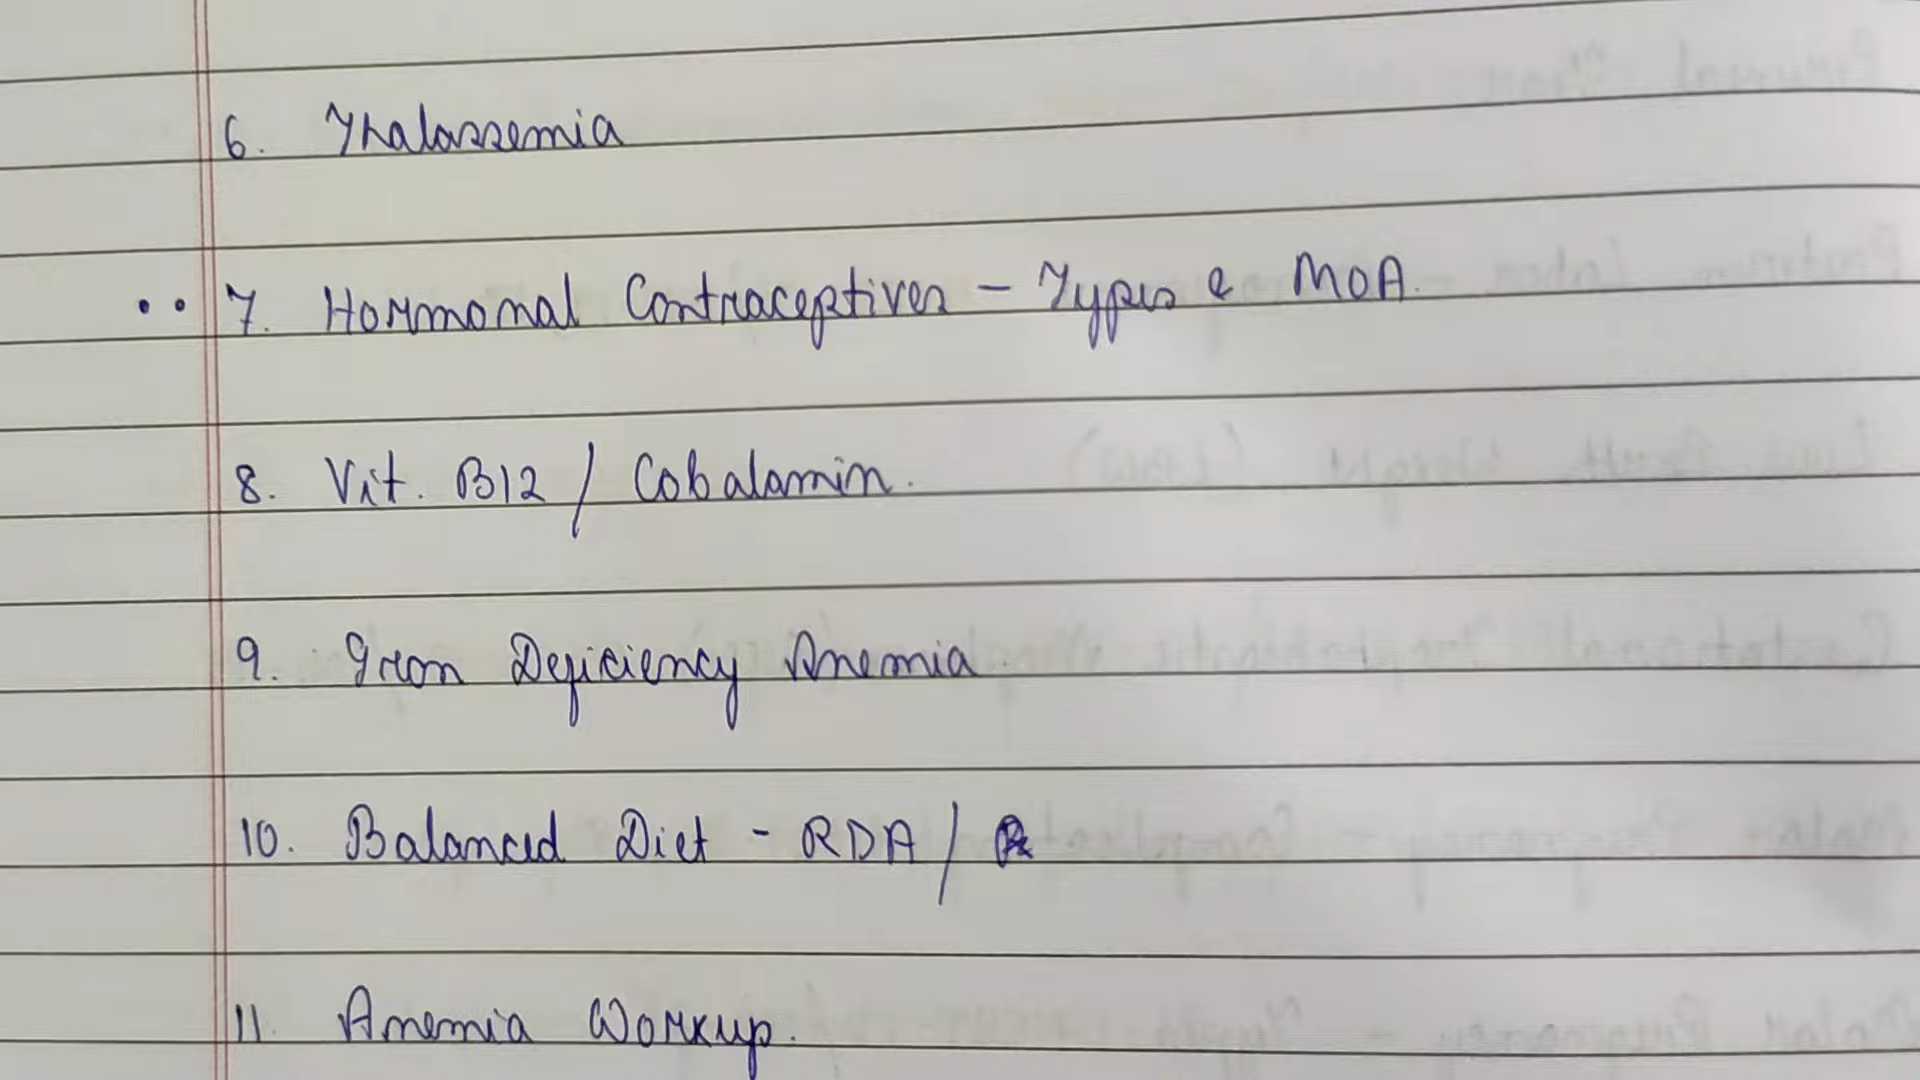 6. Thalassemia
7. Hormonal Contraceptives - Types & MOA.
8. Vit. B12 / Cobalamin.
9. Iron Deficiency Anemia.
10. Balanced Diet - RDA /
11. Anemia Workup.